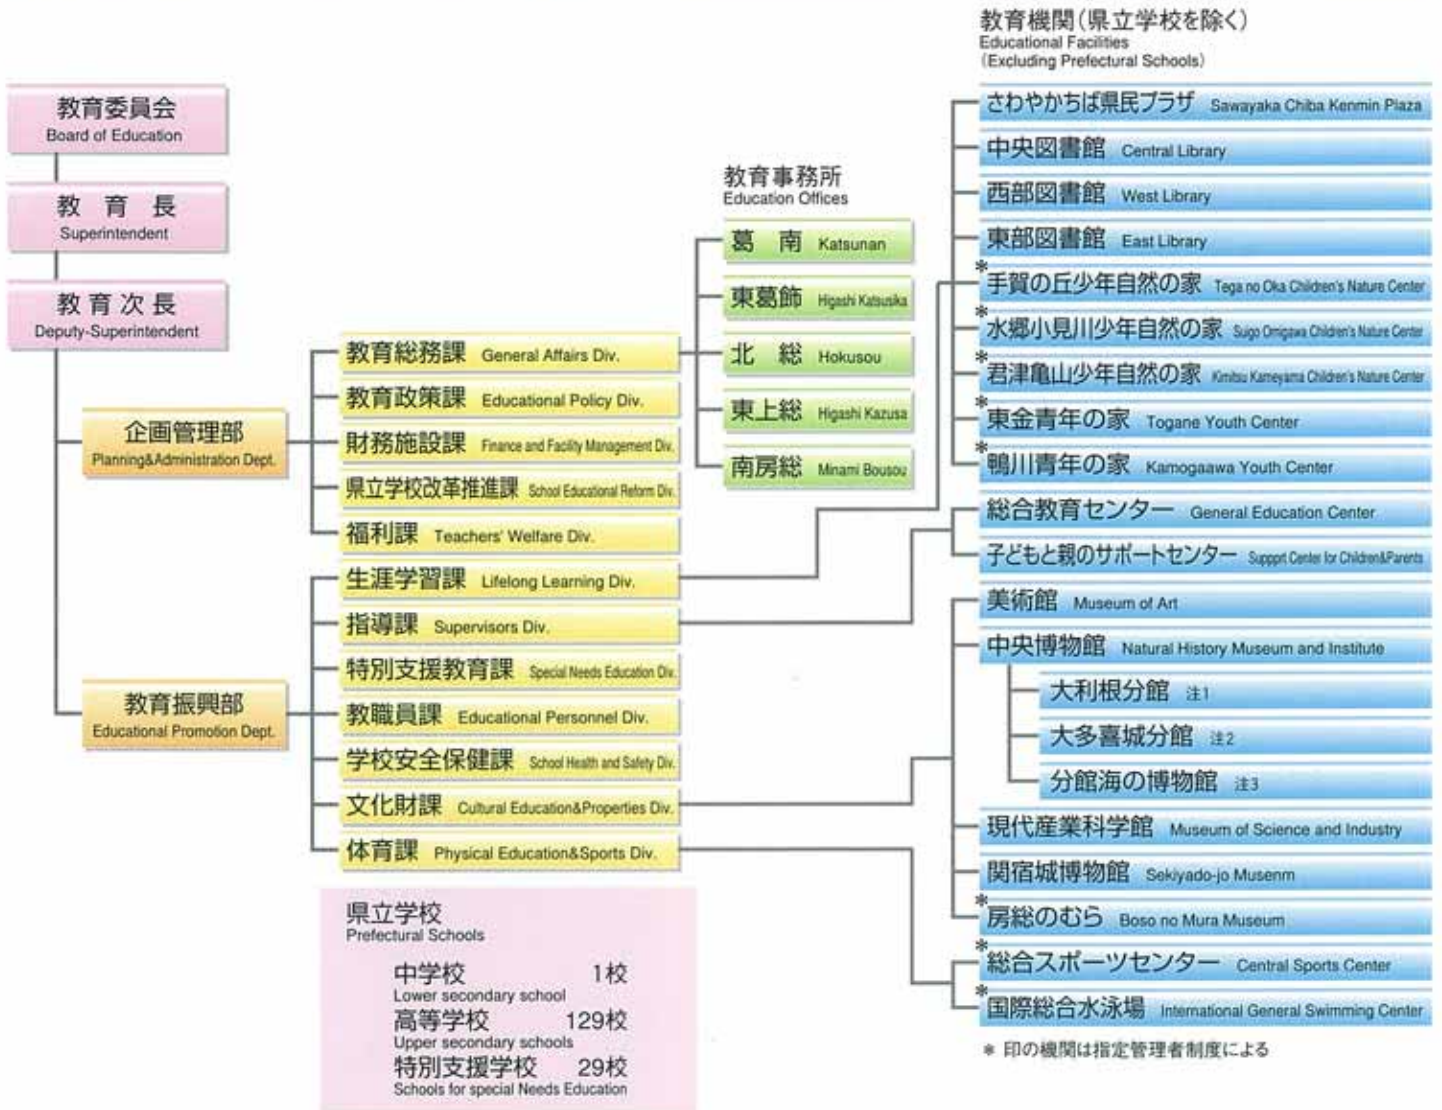 教育機関(県立学校を除く)
Educational Facilities
(Excluding Prefectural Schools)
教育委員会
Board of Education
教 育 長
Superintendent
教 育 次 長
Deputy-Superintendent
企画管理部
Planning&Administration Dept.
教育振興部
Educational Promotion Dept.
教育総務課 General Affairs Div.
教育政策課 Educational Policy Div.
財務施設課 Finance and Facility Management Div.
県立学校改革推進課 School Educational Reform Div.
福利課 Teachers' Welfare Div.
生涯学習課 Lifelong Learning Div.
指導課 Supervisors Div.
特別支援教育課 Special Needs Education Div.
教職員課 Educational Personnel Div.
学校安全保健課 School Health and Safety Div.
文化財課 Cultural Education&Properties Div.
体育課 Physical Education&Sports Div.
県立学校
Prefectural Schools
中学校 1校
Lower secondary school
高等学校 129校
Upper secondary schools
特別支援学校 29校
Schools for special Needs Education
教育事務所
Education Offices
葛 南 Katsunan
東葛飾 Higashi Katsusika
北 総 Hokusou
東上総 Higashi Kazusa
南房総 Minami Bousou
さわやかちば県民プラザ Sawayaka Chiba Kenmin Plaza
中央図書館 Central Library
西部図書館 West Library
東部図書館 East Library
*手賀の丘少年自然の家 Tega no Oka Children's Nature Center
*水郷小見川少年自然の家 Suigo Omigawa Children's Nature Center
*君津亀山少年自然の家 Kimitsu Kameyama Children's Nature Center
*東金青年の家 Togane Youth Center
*鴨川青年の家 Kamogaawa Youth Center
総合教育センター General Education Center
子どもと親のサポートセンター Suppprt Center for Children&Parents
美術館 Museum of Art
中央博物館 Natural History Museum and Institute
大利根分館 注1
大多喜城分館 注2
分館海の博物館 注3
現代産業科学館 Museum of Science and Industry
関宿城博物館 Sekiyado-jo Musenm
*房総のむら Boso no Mura Museum
*総合スポーツセンター Central Sports Center
*国際総合水泳場 International General Swimming Center
* 印の機関は指定管理者制度による